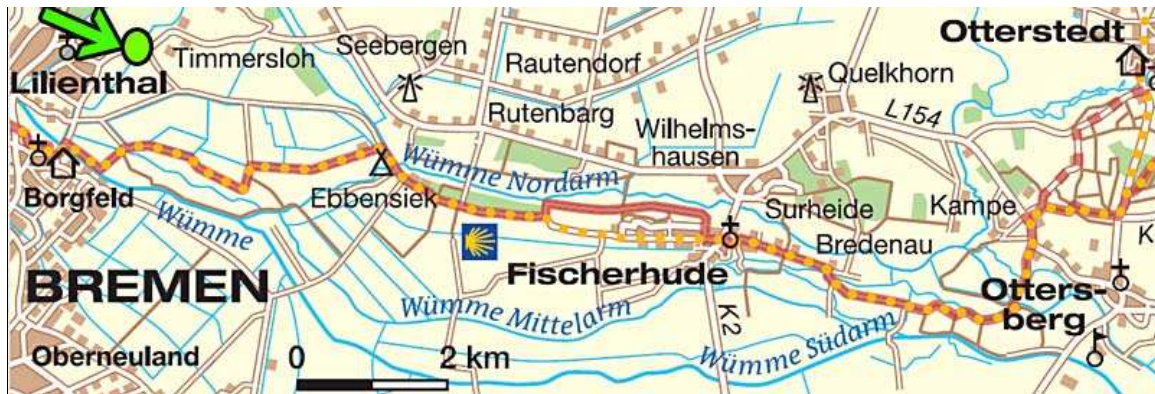 Otterstedt
Seebergen
Timmersloh
Rautendorf
Quelkhorn
Lilienthal
Rutenbarg
L154
Wilhelms-
hausen
Wümme Nordarm
Borgfeld
Ebbensiek
Surheide
Kampe
Wümme
Bredenau
K
Fischerhude
BREMEN
Otters-
berg
Wümme Mittelarm
K2
Wümme Südarm
Oberneuland
0 2 km